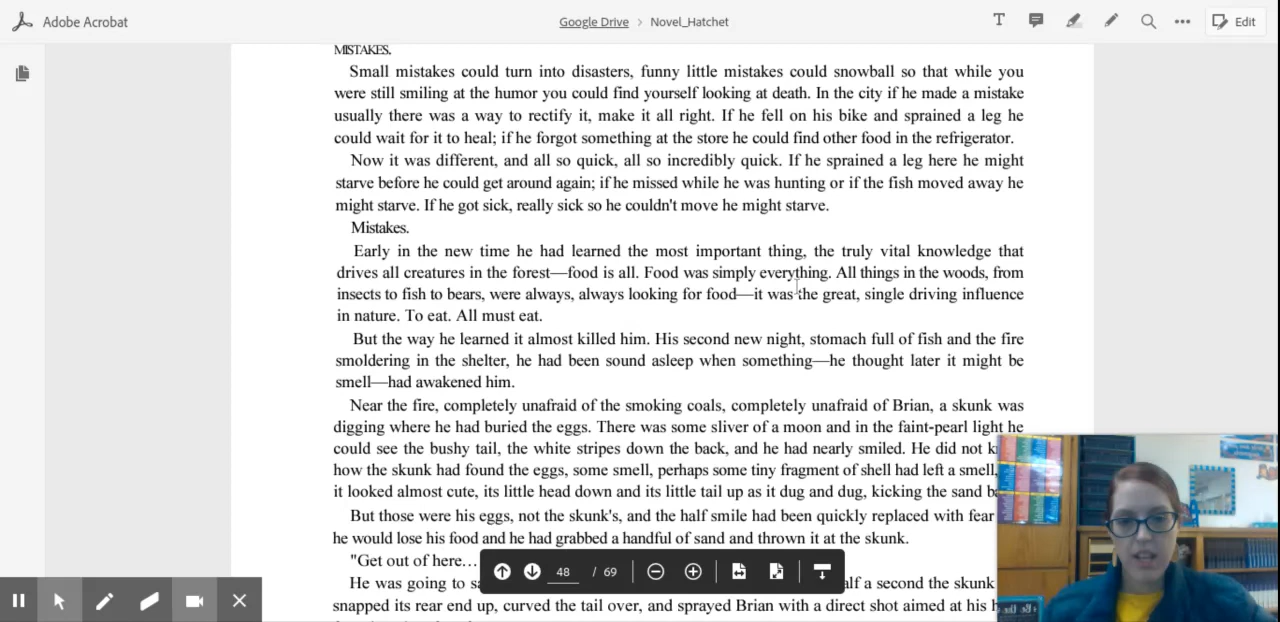 Adobe Acrobat
Google Drive > Novel_Hatchet
Edit
MISTAKES.
Small mistakes could turn into disasters, funny little mistakes could snowball so that while you
were still smiling at the humor you could find yourself looking at death. In the city if he made a mistake
usually there was a way to rectify it, make it all right. If he fell on his bike and sprained a leg he
could wait for it to heal; if he forgot something at the store he could find other food in the refrigerator.
Now it was different, and all so quick, all so incredibly quick. If he sprained a leg here he might
starve before he could get around again; if he missed while he was hunting or if the fish moved away he
might starve. If he got sick, really sick so he couldn't move he might starve.
Mistakes.
Early in the new time he had learned the most important thing, the truly vital knowledge that
drives all creatures in the forest—food is all. Food was simply everything. All things in the woods, from
insects to fish to bears, were always, always looking for food—it was the great, single driving influence
in nature. To eat. All must eat.
But the way he learned it almost killed him. His second new night, stomach full of fish and the fire
smoldering in the shelter, he had been sound asleep when something—he thought later it might be
smell—had awakened him.
Near the fire, completely unafraid of the smoking coals, completely unafraid of Brian, a skunk was
digging where he had buried the eggs. There was some sliver of a moon and in the faint-pearl light he
could see the bushy tail, the white stripes down the back, and he had nearly smiled. He did not
how the skunk had found the eggs, some smell, perhaps some tiny fragment of shell had left a smell,
it looked almost cute, its little head down and its little tail up as it dug and dug, kicking the sand
But those were his eggs, not the skunk's, and the half smile had been quickly replaced with fear
he would lose his food and he had grabbed a handful of sand and thrown it at the skunk.
"Get out of here...
He was going to half a second the skunk
snapped its rear end up, curved the tail over, and sprayed Brian with a direct shot aimed at his
48 / 69